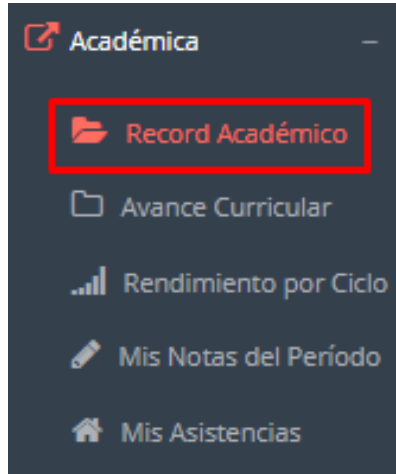 Académica
Record Académico
Avance Curricular
Rendimiento por Ciclo
Mis Notas del Período
Mis Asistencias